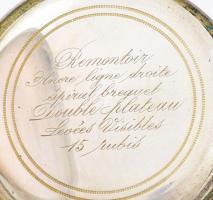 Remontoir
Ancre ligne droite
spiral breguet
Double plateau
Levées Visibles
15 rubis